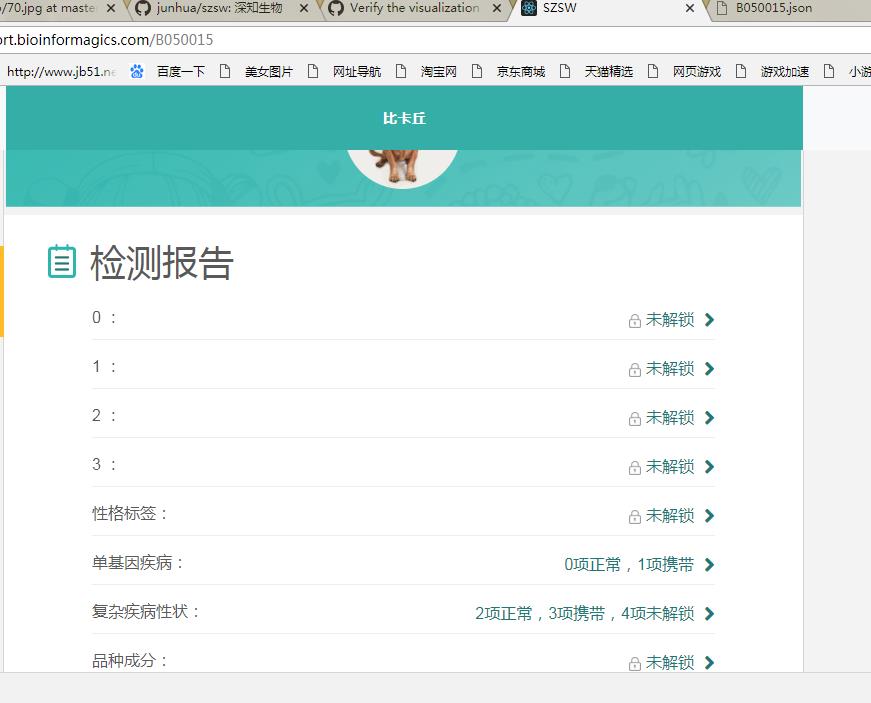 /70.jpg at maste
junhua/szsw: 深知生物
Verify the visualization
SZSW
B050015.json
ort.bioinformagics.com/B050015
http://www.jb51.ne
百度一下
美女图片
网址导航
淘宝网
京东商城
天猫精选
网页游戏
游戏加速
小游
比卡丘
检测报告
0 ：
未解锁
1 ：
未解锁
2 ：
未解锁
3 ：
未解锁
性格标签：
未解锁
单基因疾病：
0项正常，1项携带
复杂疾病性状：
2项正常，3项携带，4项未解锁
品种成分：
未解锁